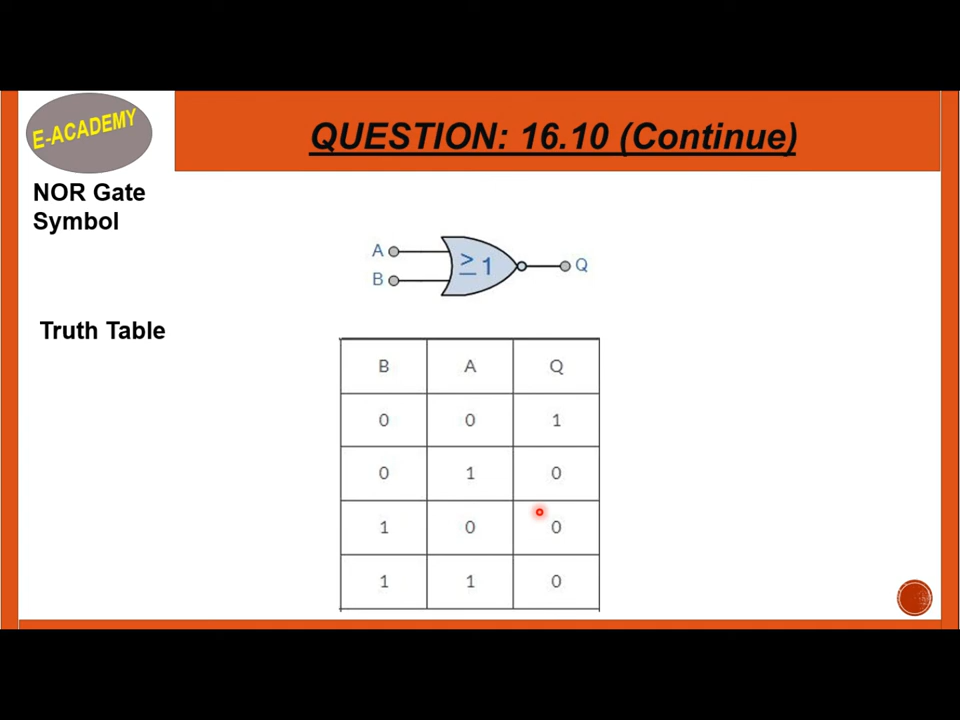 E-ACADEMY
QUESTION: 16.10 (Continue)
NOR Gate
Symbol
A
B
≥ 1
Q
Truth Table
B A Q
0 0 1
0 1 0
1 0 0
1 1 0